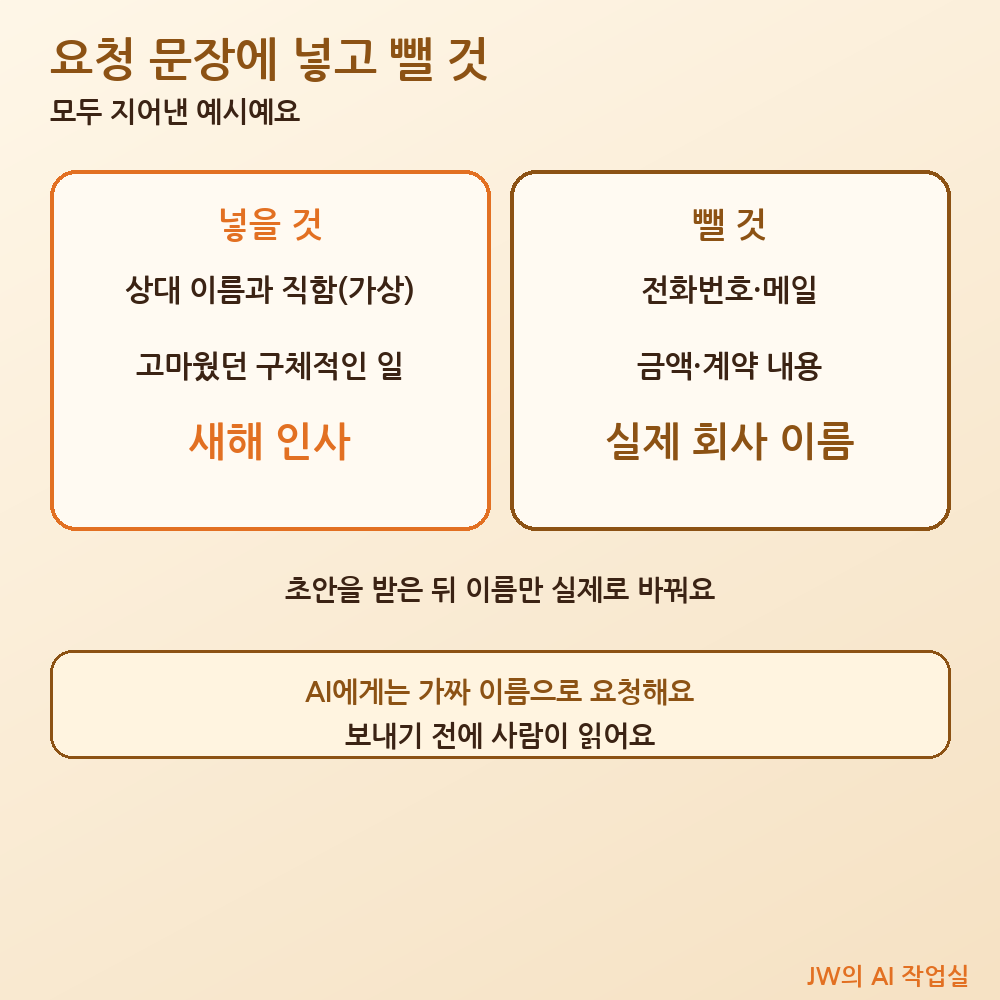 요청 문장에 넣고 뺄 것
모두 지어낸 예시예요
넣을 것
상대 이름과 직함(가상)
고마웠던 구체적인 일
새해 인사
뺄 것
전화번호·메일
금액·계약 내용
실제 회사 이름
초안을 받은 뒤 이름만 실제로 바꿔요
AI에게는 가짜 이름으로 요청해요
보내기 전에 사람이 읽어요
JW의 AI 작업실